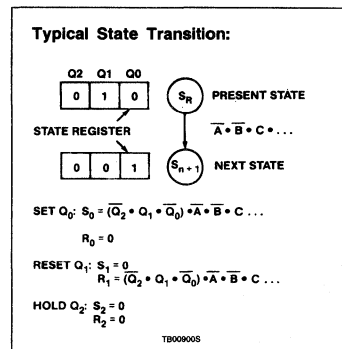 Typical State Transition:
Q2 Q1 Q0
0 1 0
S_R PRESENT STATE
STATE REGISTER
A̅ • B̅ • C • . . .
0 0 1
S_{n + 1} NEXT STATE
SET Q₀: S₀ = (Q̅₂ • Q₁ • Q̅₀) • A̅ • B̅ • C . . .
R₀ = 0
RESET Q₁: S₁ = 0
R₁ = (Q̅₂ • Q₁ • Q̅₀) • A̅ • B̅ • C . . .
HOLD Q₂: S₂ = 0
R₂ = 0
TB00900S